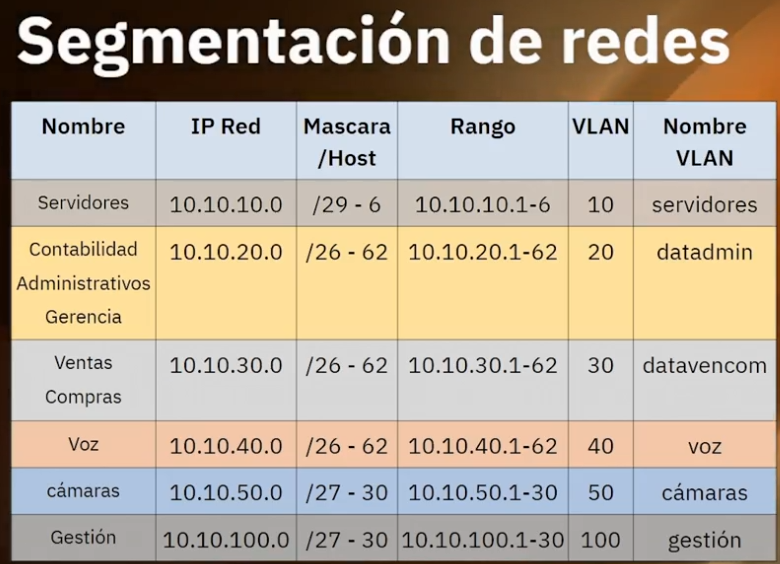 Segmentación de redes
Nombre IP Red Mascara /Host Rango VLAN Nombre VLAN
Servidores 10.10.10.0 /29 - 6 10.10.10.1-6 10 servidores
Contabilidad Administrativos Gerencia 10.10.20.0 /26 - 62 10.10.20.1-62 20 datadmin
Ventas Compras 10.10.30.0 /26 - 62 10.10.30.1-62 30 datavencom
Voz 10.10.40.0 /26 - 62 10.10.40.1-62 40 voz
cámaras 10.10.50.0 /27 - 30 10.10.50.1-30 50 cámaras
Gestión 10.10.100.0 /27 - 30 10.10.100.1-30 100 gestión